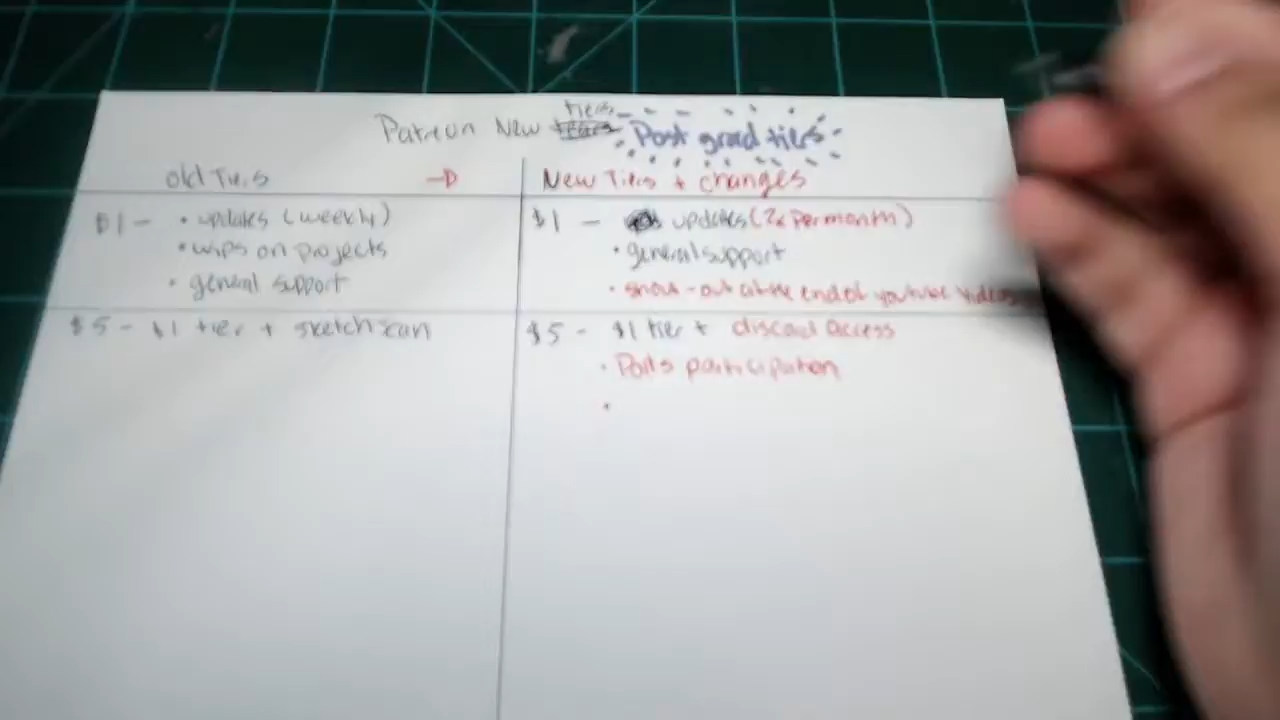 Patreon New tiers Post grad tiers
Old Tiers → New Tiers + changes
$1 - • updates (weekly)
• wips on projects
• general support
$1 - updates (2x per month)
• general support
• shout-out at the end of youtube videos
$5 - $1 tier + sketch scan
$5 - $1 tier + discord access
• Polls participation
•